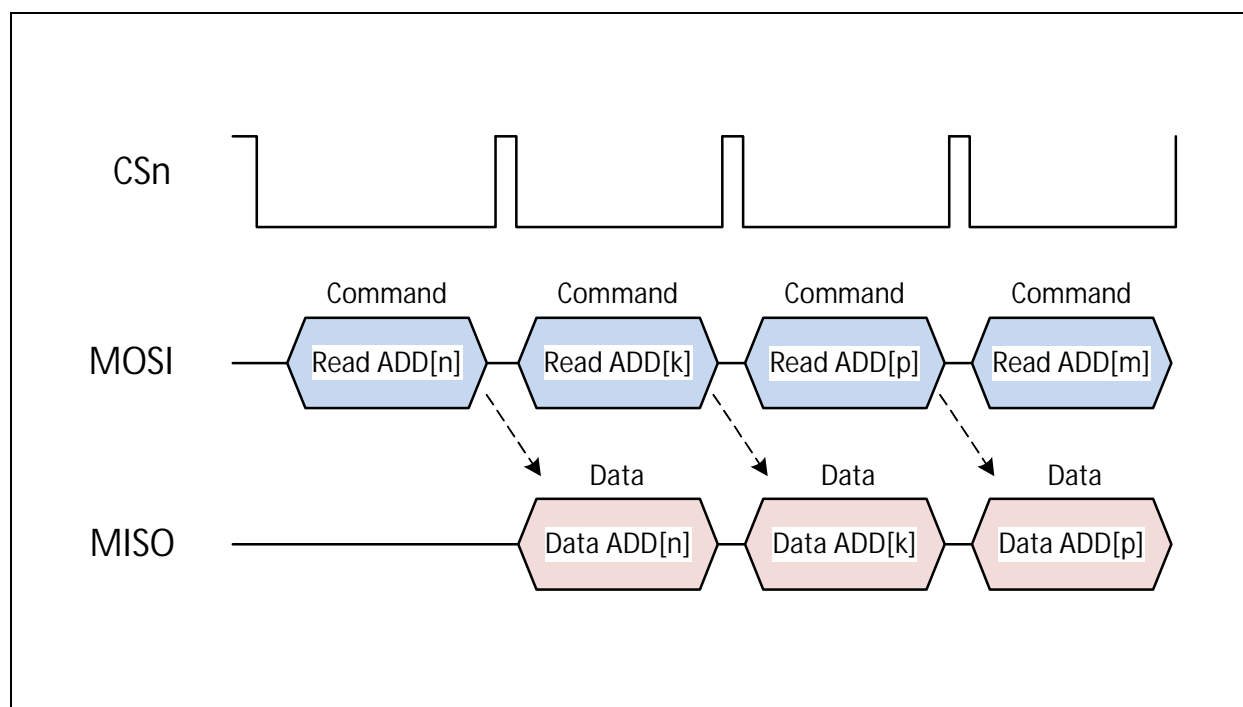 CSn
Command
Command
Command
Command
MOSI
Read ADD[n]
Read ADD[k]
Read ADD[p]
Read ADD[m]
Data
Data
Data
MISO
Data ADD[n]
Data ADD[k]
Data ADD[p]